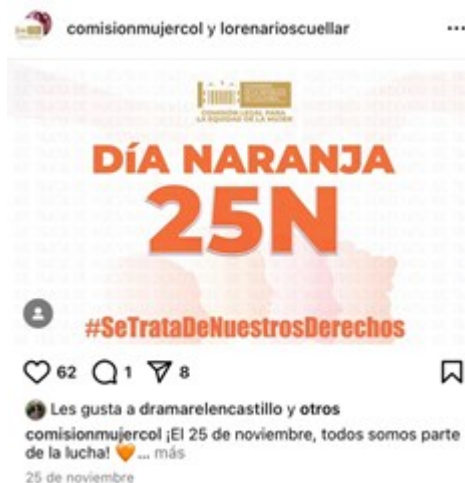 comisionmujercol y lorenarioscuellar
COMISIÓN LEGAL PARA
LA EQUIDAD DE LA MUJER
DÍA NARANJA
25N
#SeTrataDeNuestrosDerechos
62 1 8
Les gusta a dramarelencastillo y otros
comisionmujercol ¡El 25 de noviembre, todos somos parte
de la lucha! 🧡... más
25 de noviembre